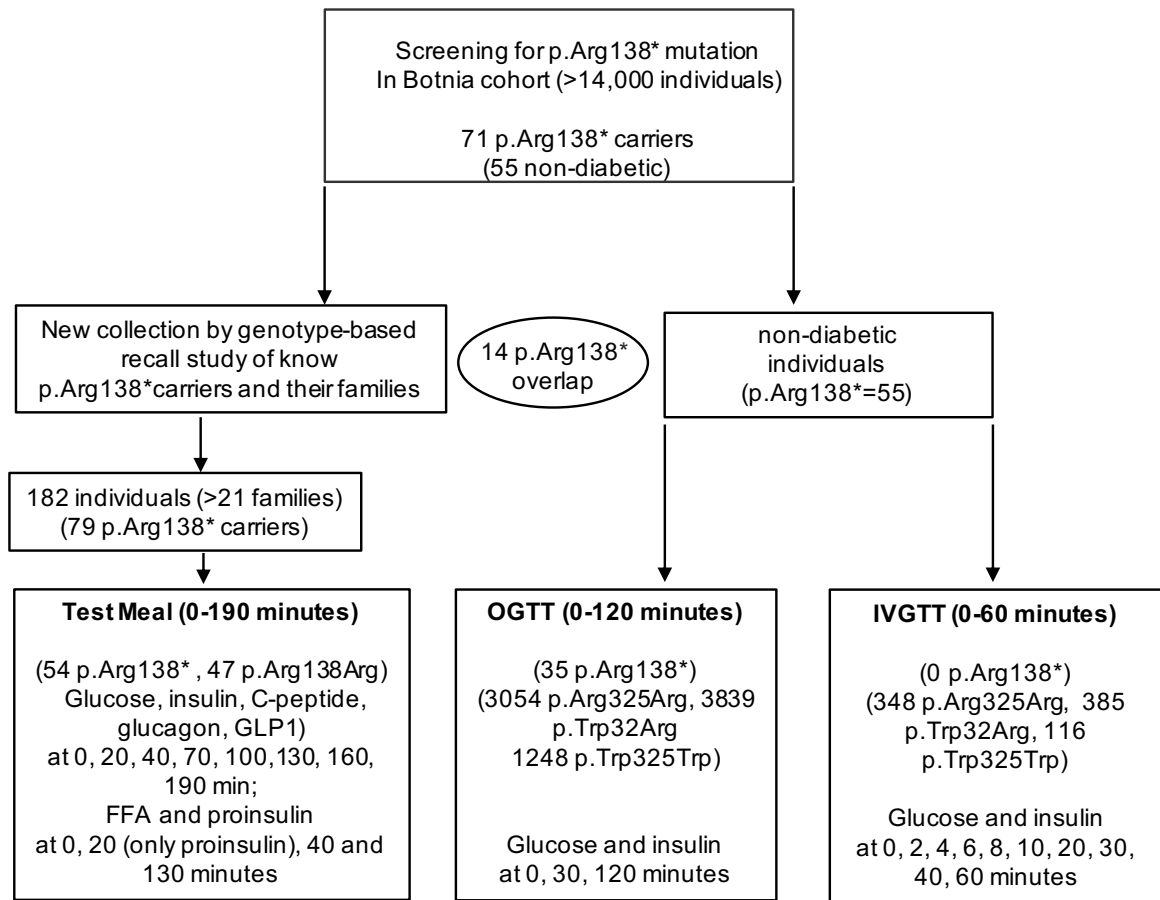 Screening for p.Arg138* mutation
In Botnia cohort (>14,000 individuals)
71 p.Arg138* carriers
(55 non-diabetic)
New collection by genotype-based
recall study of know
p.Arg138*carriers and their families
14 p.Arg138*
overlap
non-diabetic
individuals
(p.Arg138*=55)
182 individuals (>21 families)
(79 p.Arg138* carriers)
Test Meal (0-190 minutes)
(54 p.Arg138* , 47 p.Arg138Arg)
Glucose, insulin, C-peptide,
glucagon, GLP1)
at 0, 20, 40, 70, 100,130, 160,
190 min;
FFA and proinsulin
at 0, 20 (only proinsulin), 40 and
130 minutes
OGTT (0-120 minutes)
(35 p.Arg138*)
(3054 p.Arg325Arg, 3839
p.Trp32Arg
1248 p.Trp325Trp)
Glucose and insulin
at 0, 30, 120 minutes
IVGTT (0-60 minutes)
(0 p.Arg138*)
(348 p.Arg325Arg, 385
p.Trp32Arg, 116
p.Trp325Trp)
Glucose and insulin
at 0, 2, 4, 6, 8, 10, 20, 30,
40, 60 minutes